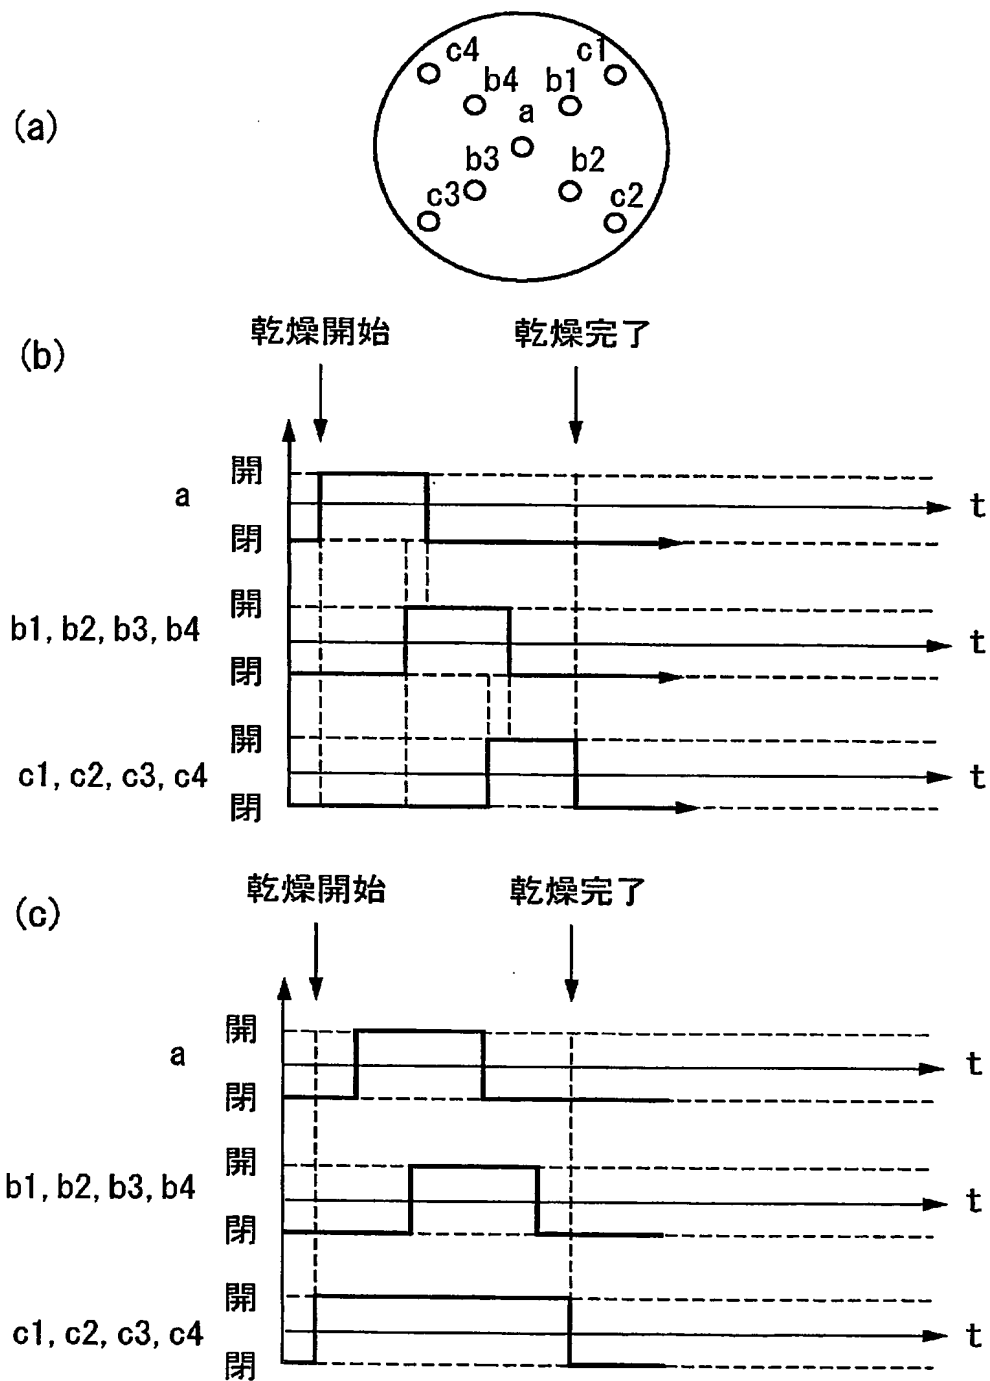 (a)
c4 c1
b4 b1
a
b3 b2
c3 c2
(b)
乾燥開始 乾燥完了
開
a
閉
t
開
b1, b2, b3, b4
閉
t
開
c1, c2, c3, c4
閉
t
(c)
乾燥開始 乾燥完了
開
a
閉
t
開
b1, b2, b3, b4
閉
t
開
c1, c2, c3, c4
閉
t